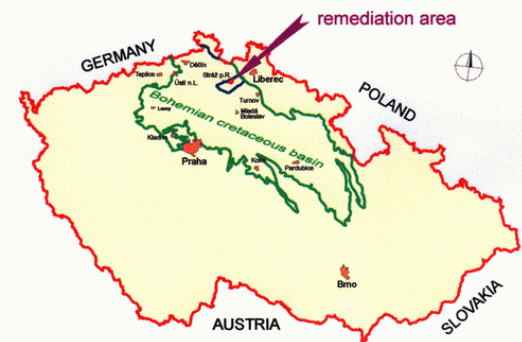 remediation area
GERMANY
Děčín
Teplice
Ústí n.L.
Stráž p.R.
Liberec
POLAND
Turnov
Mladá
Boleslav
Louny
Bohemian cretaceous basin
Kladno
Praha
Kolín
Pardubice
Brno
SLOVAKIA
AUSTRIA